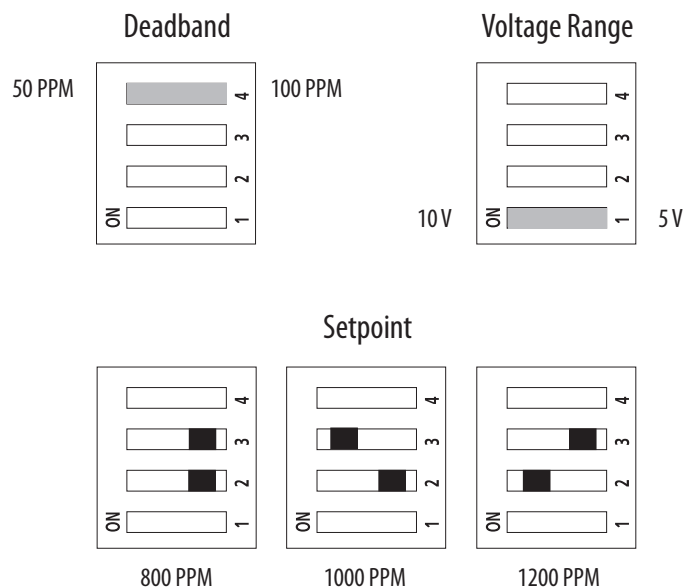 Deadband
50 PPM
100 PPM
4
3
2
1
ON
Voltage Range
4
3
2
1
ON
10 V
5 V
Setpoint
4
3
2
1
ON
800 PPM
4
3
2
1
ON
1000 PPM
4
3
2
1
ON
1200 PPM